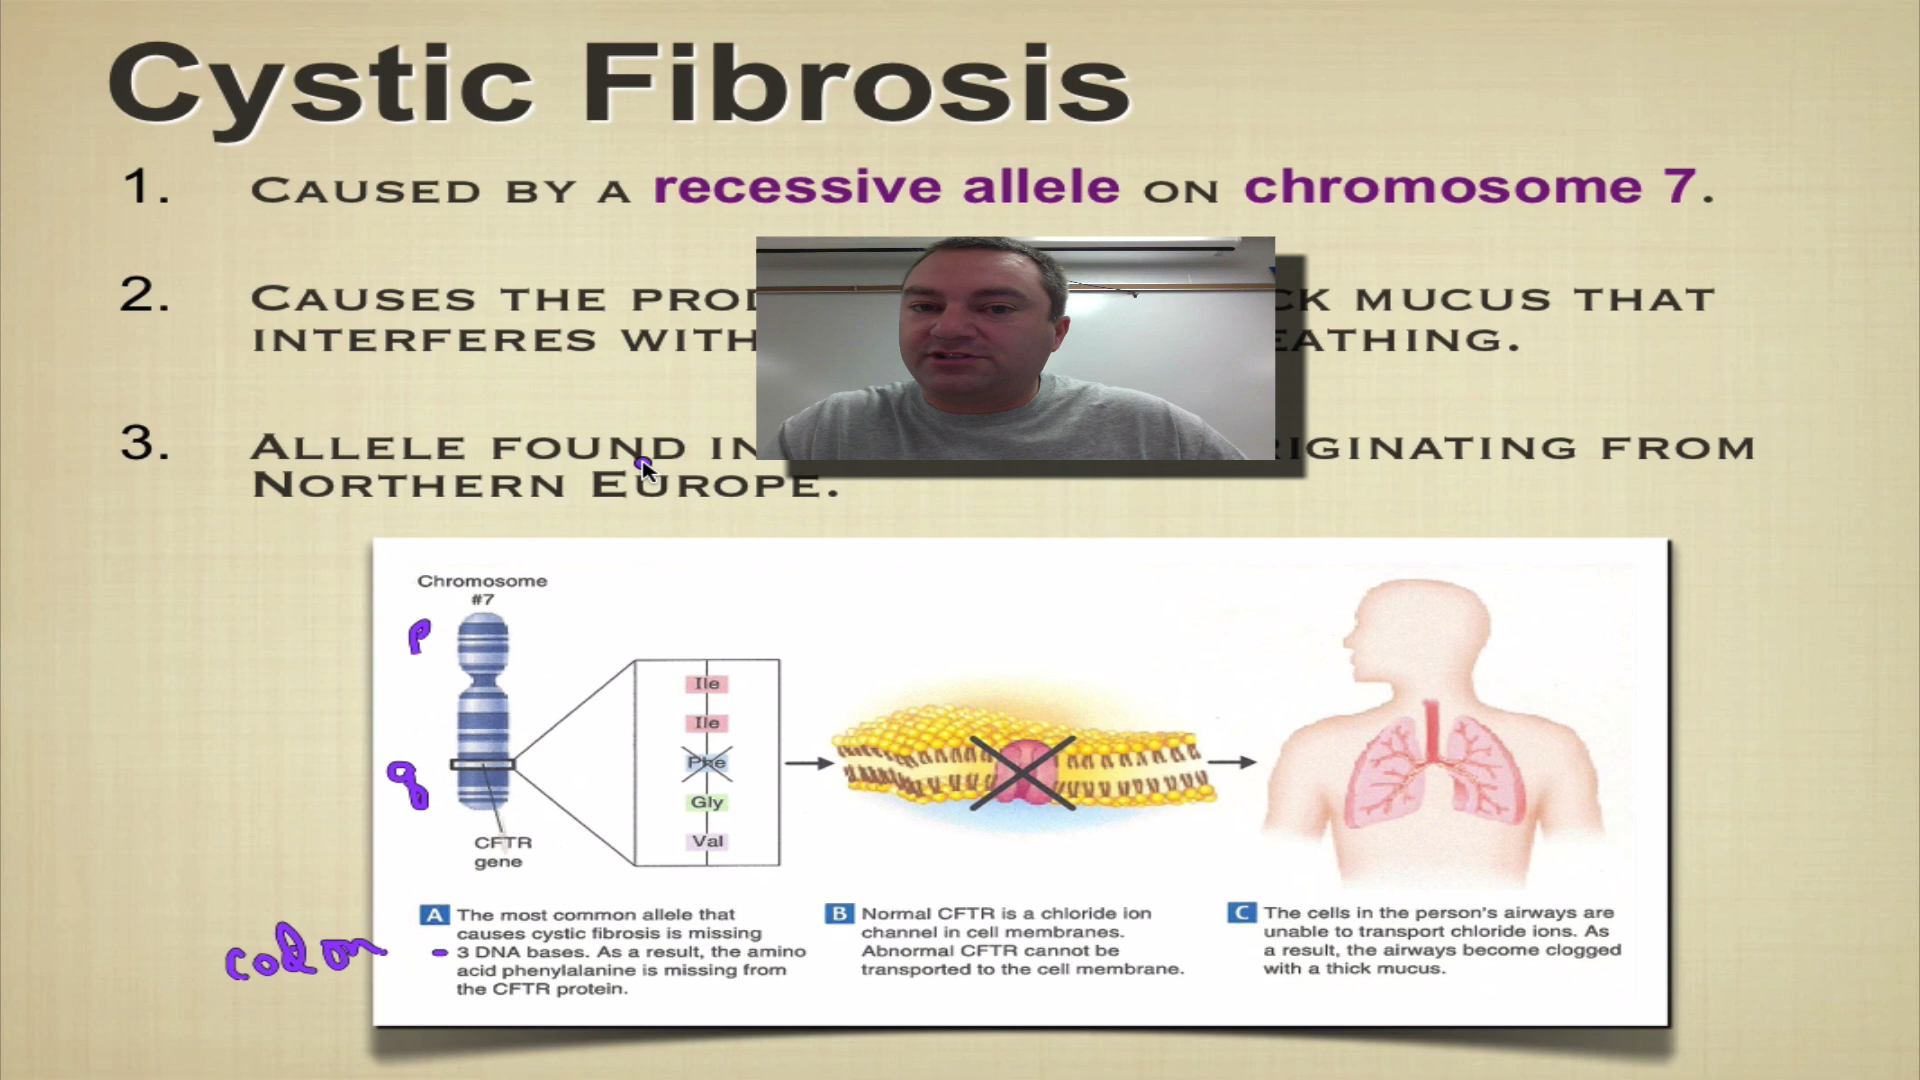 Cystic Fibrosis
1. CAUSED BY A recessive allele ON chromosome 7.
2. CAUSES THE MUCUS THAT
INTERFERES WITH
3. ALLELE FOUND IN FROM
NORTHERN EUROPE.
Chromosome
#7
p
Ile
Ile
Phe
q
Gly
Val
CFTR
gene
codon
A The most common allele that
causes cystic fibrosis is missing
3 DNA bases. As a result, the amino
acid phenylalanine is missing from
the CFTR protein.
B Normal CFTR is a chloride ion
channel in cell membranes.
Abnormal CFTR cannot be
transported to the cell membrane.
C The cells in the person's airways are
unable to transport chloride ions. As
a result, the airways become clogged
with a thick mucus.